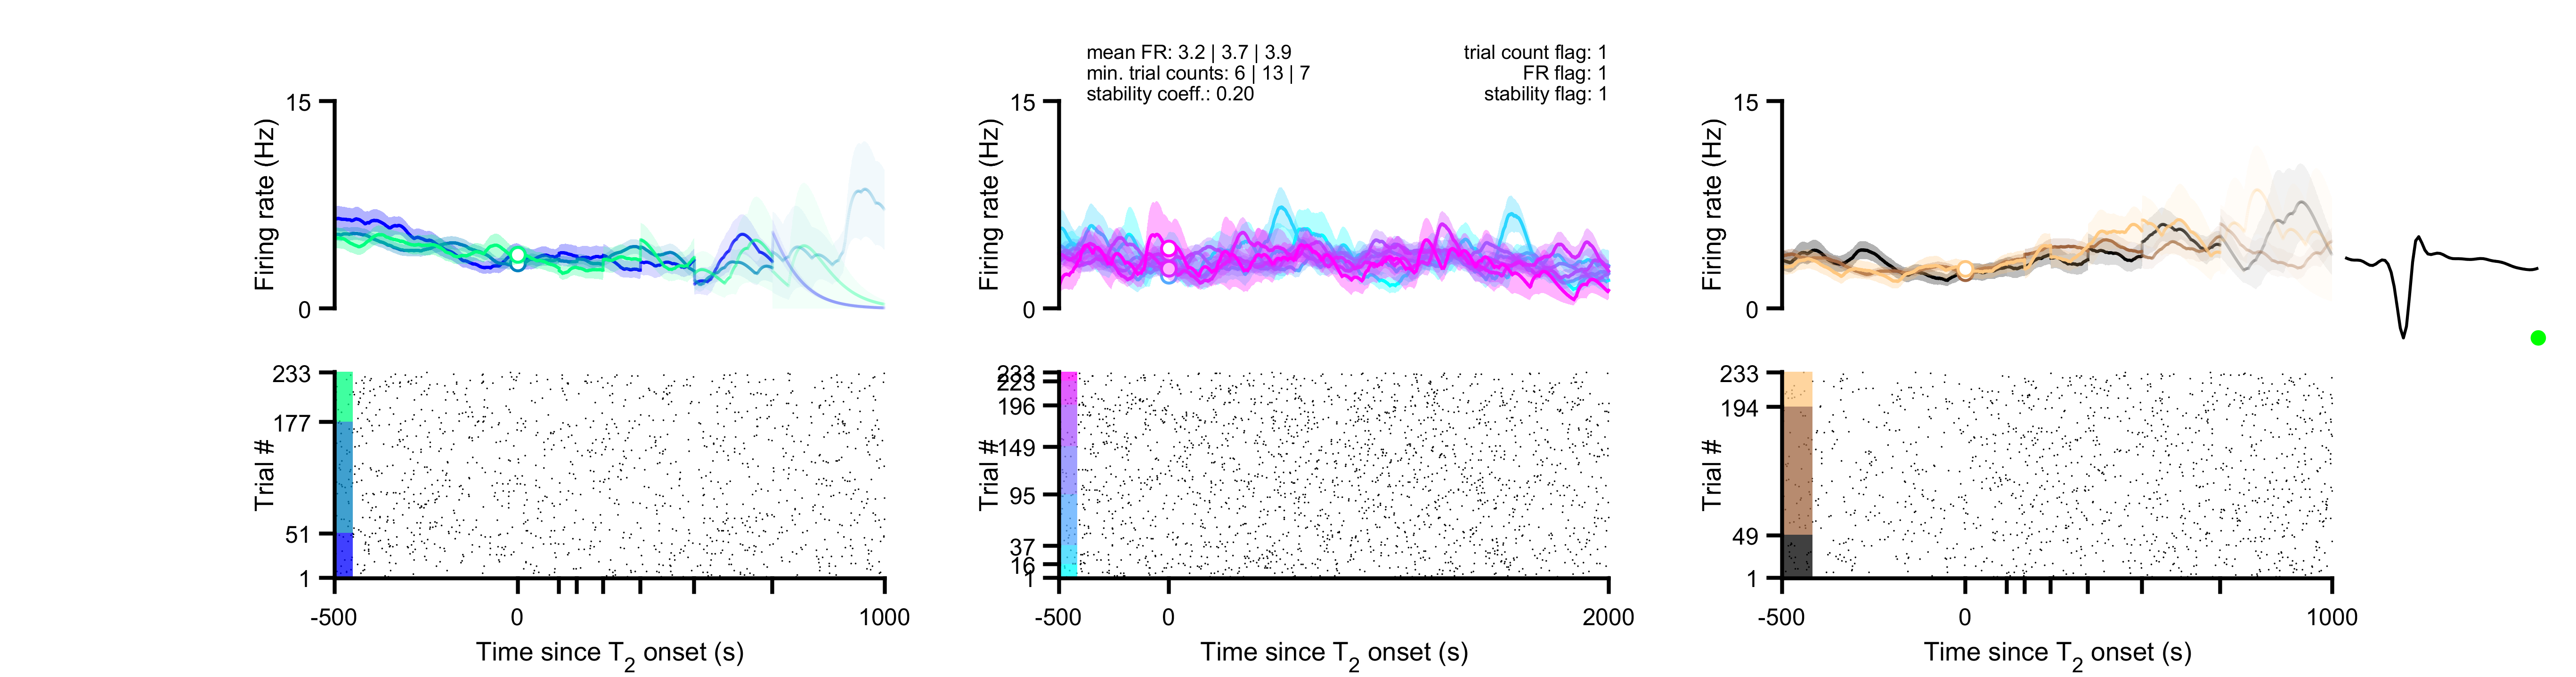 mean FR: 3.2 | 3.7 | 3.9
min. trial counts: 6 | 13 | 7
stability coeff.: 0.20
trial count flag: 1
FR flag: 1
stability flag: 1
Firing rate (Hz)
15
0
Firing rate (Hz)
15
0
Firing rate (Hz)
15
0
Trial #
233
177
51
1
-500
0
1000
Time since T2 onset (s)
Trial #
233
223
196
149
95
37
16
1
-500
0
2000
Time since T2 onset (s)
Trial #
233
194
49
1
-500
0
1000
Time since T2 onset (s)